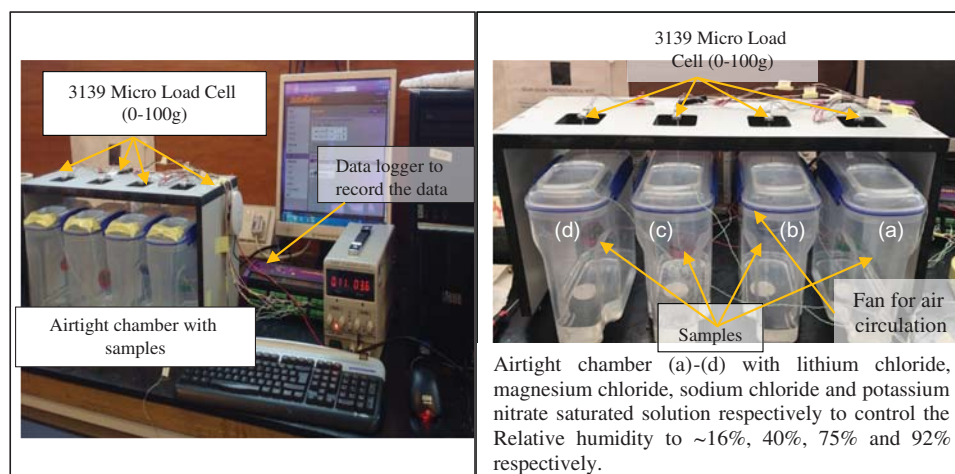 3139 Micro Load Cell
(0-100g)
Data logger to
record the data
011.036
Airtight chamber with
samples
3139 Micro Load
Cell (0-100g)
(d)
(c)
(b)
(a)
Fan for air
circulation
Samples
Airtight chamber (a)-(d) with lithium chloride,
magnesium chloride, sodium chloride and potassium
nitrate saturated solution respectively to control the
Relative humidity to ~16%, 40%, 75% and 92%
respectively.